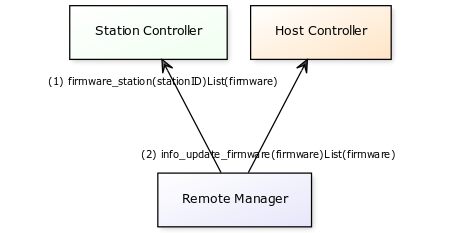 Station Controller
Host Controller
(1) firmware_station(stationID)List(firmware)
(2) info_update_firmware(firmware)List(firmware)
Remote Manager